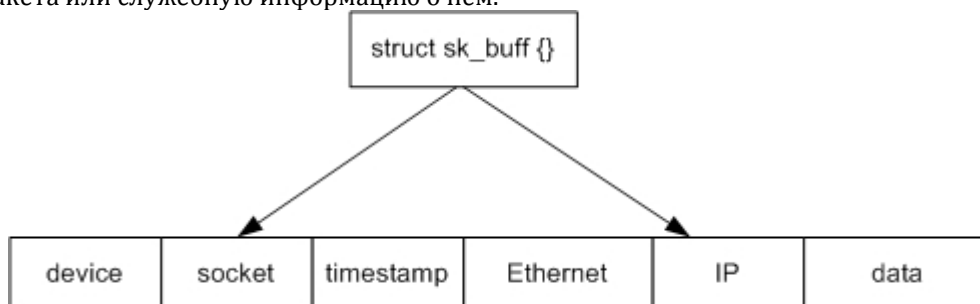 пакета или служебную информацию о нем.
struct sk_buff {}
device socket timestamp Ethernet IP data